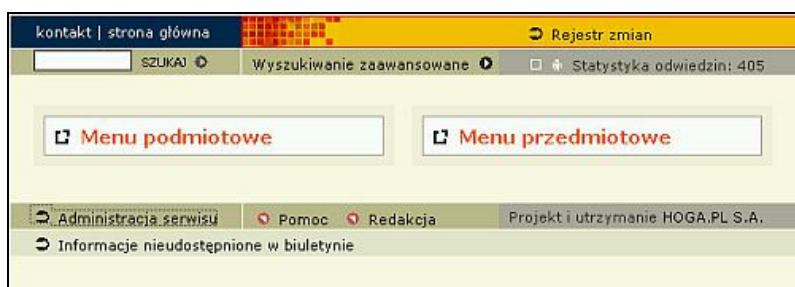 kontakt | strona główna
Rejestr zmian
SZUKAJ Wyszukiwanie zaawansowane Statystyka odwiedzin: 405
Menu podmiotowe Menu przedmiotowe
Administracja serwisu Pomoc Redakcja Projekt i utrzymanie HOGA.PL S.A.
Informacje nieudostępnione w biuletynie